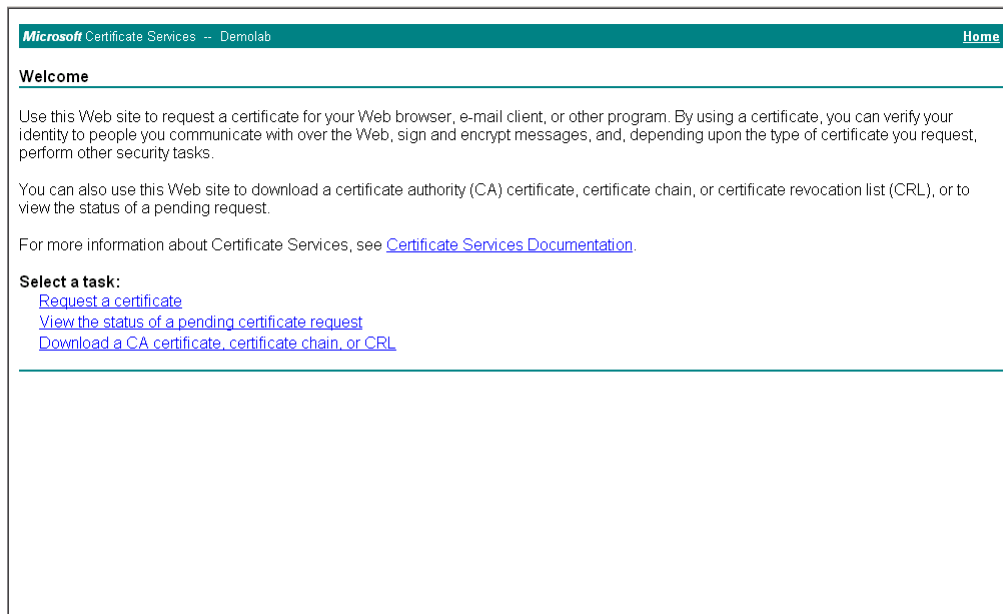 Microsoft Certificate Services -- Demolab Home
Welcome
Use this Web site to request a certificate for your Web browser, e-mail client, or other program. By using a certificate, you can verify your
identity to people you communicate with over the Web, sign and encrypt messages, and, depending upon the type of certificate you request,
perform other security tasks.
You can also use this Web site to download a certificate authority (CA) certificate, certificate chain, or certificate revocation list (CRL), or to
view the status of a pending request.
For more information about Certificate Services, see Certificate Services Documentation.
Select a task:
Request a certificate
View the status of a pending certificate request
Download a CA certificate, certificate chain, or CRL